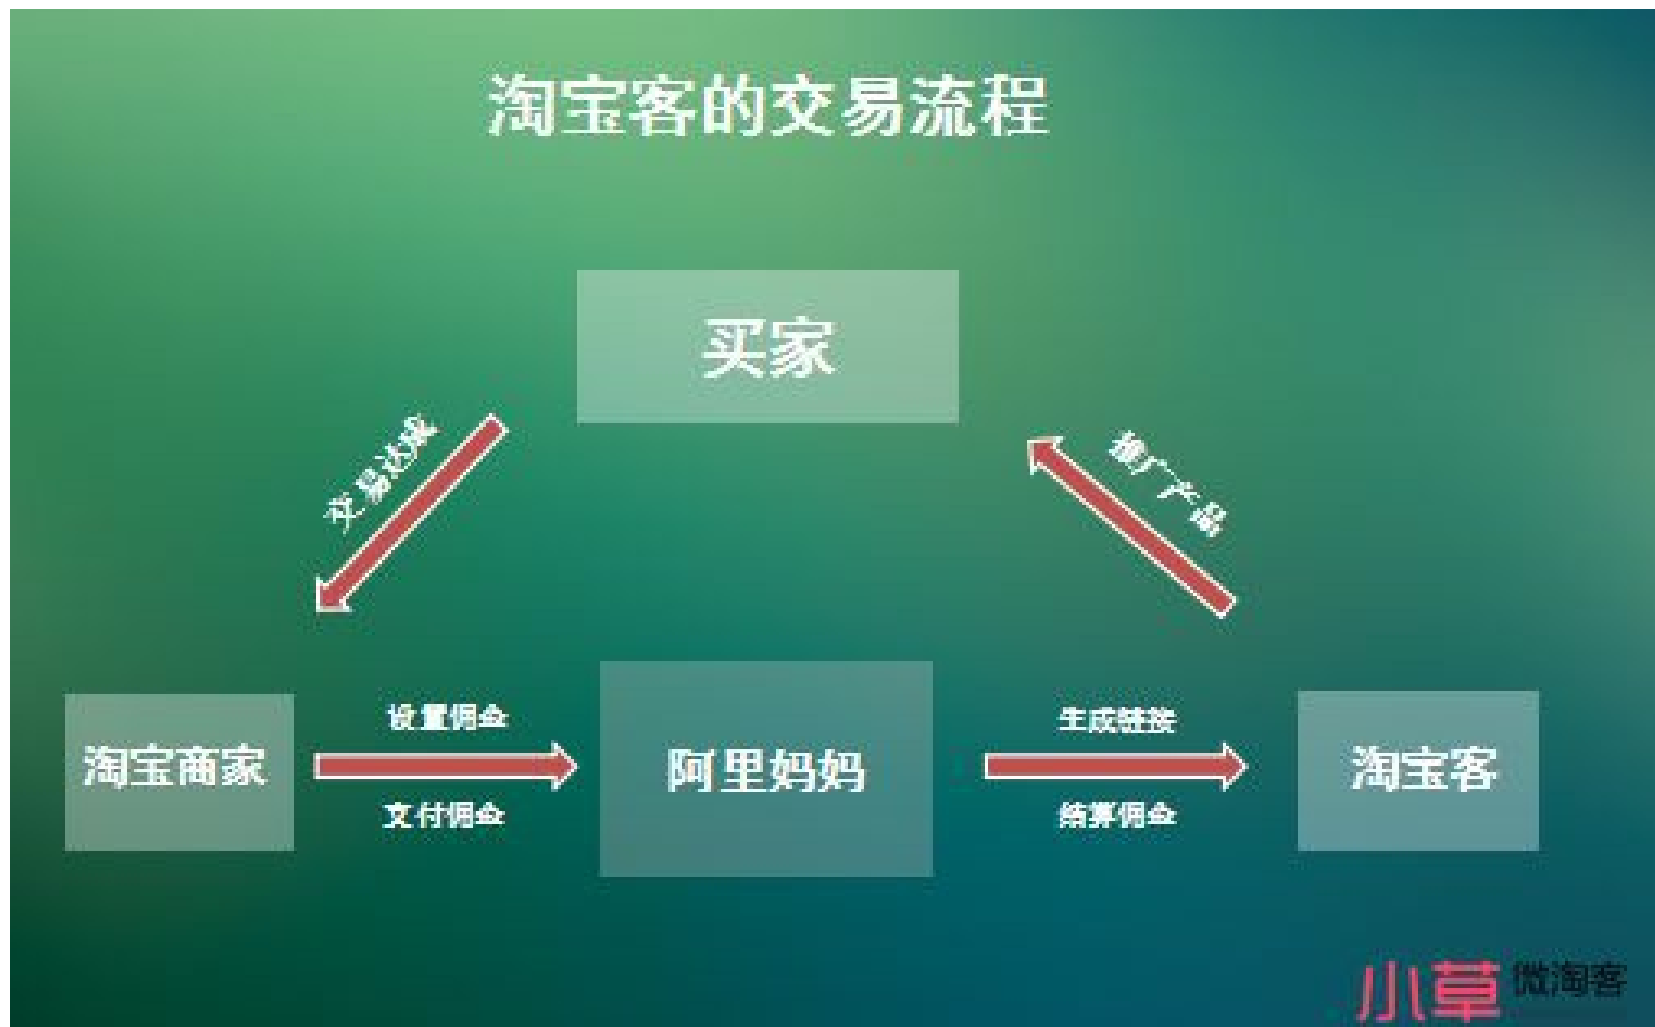 淘宝客的交易流程
买家
交易达成
推广产品
设置佣金
生成链接
淘宝商家
阿里妈妈
淘宝客
支付佣金
结算佣金
小草 微淘客